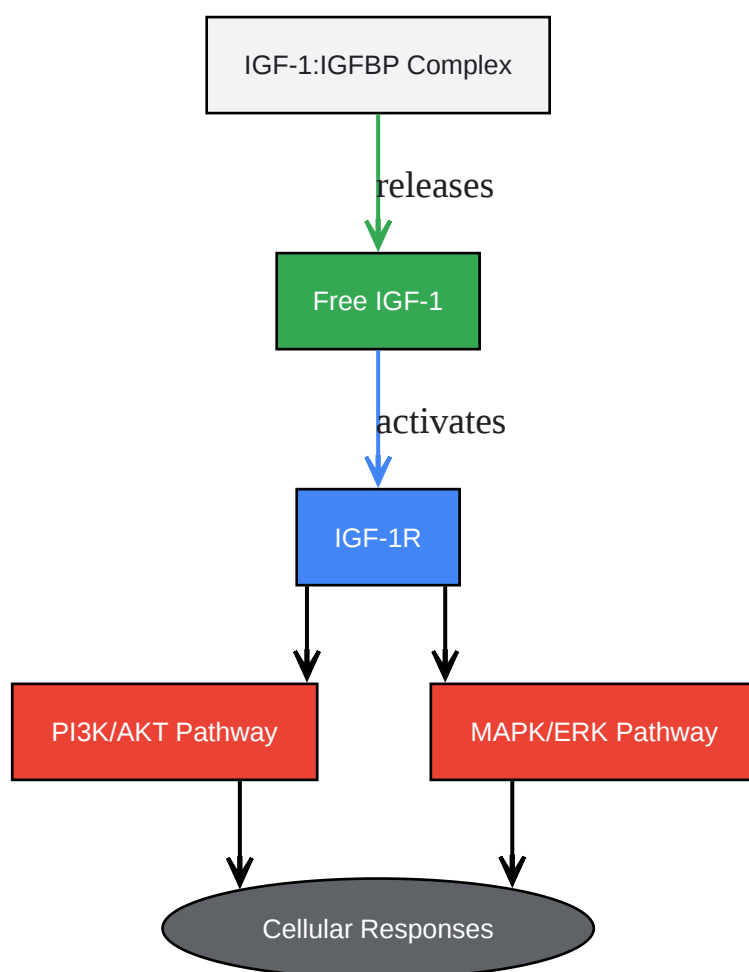 IGF-1:IGFBP Complex
releases
Free IGF-1
activates
IGF-1R
PI3K/AKT Pathway
MAPK/ERK Pathway
Cellular Responses